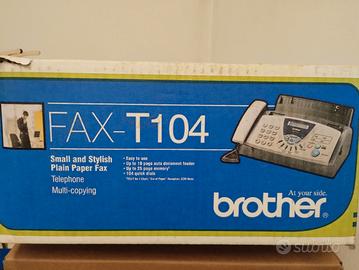 FAX-T104
Small and Stylish
Plain Paper Fax
Telephone
Multi-copying
• Easy to use
• Up to 10 page auto document feeder
• Up to 25 page memory*
• 104 quick dials
At your side.
brother®
subito